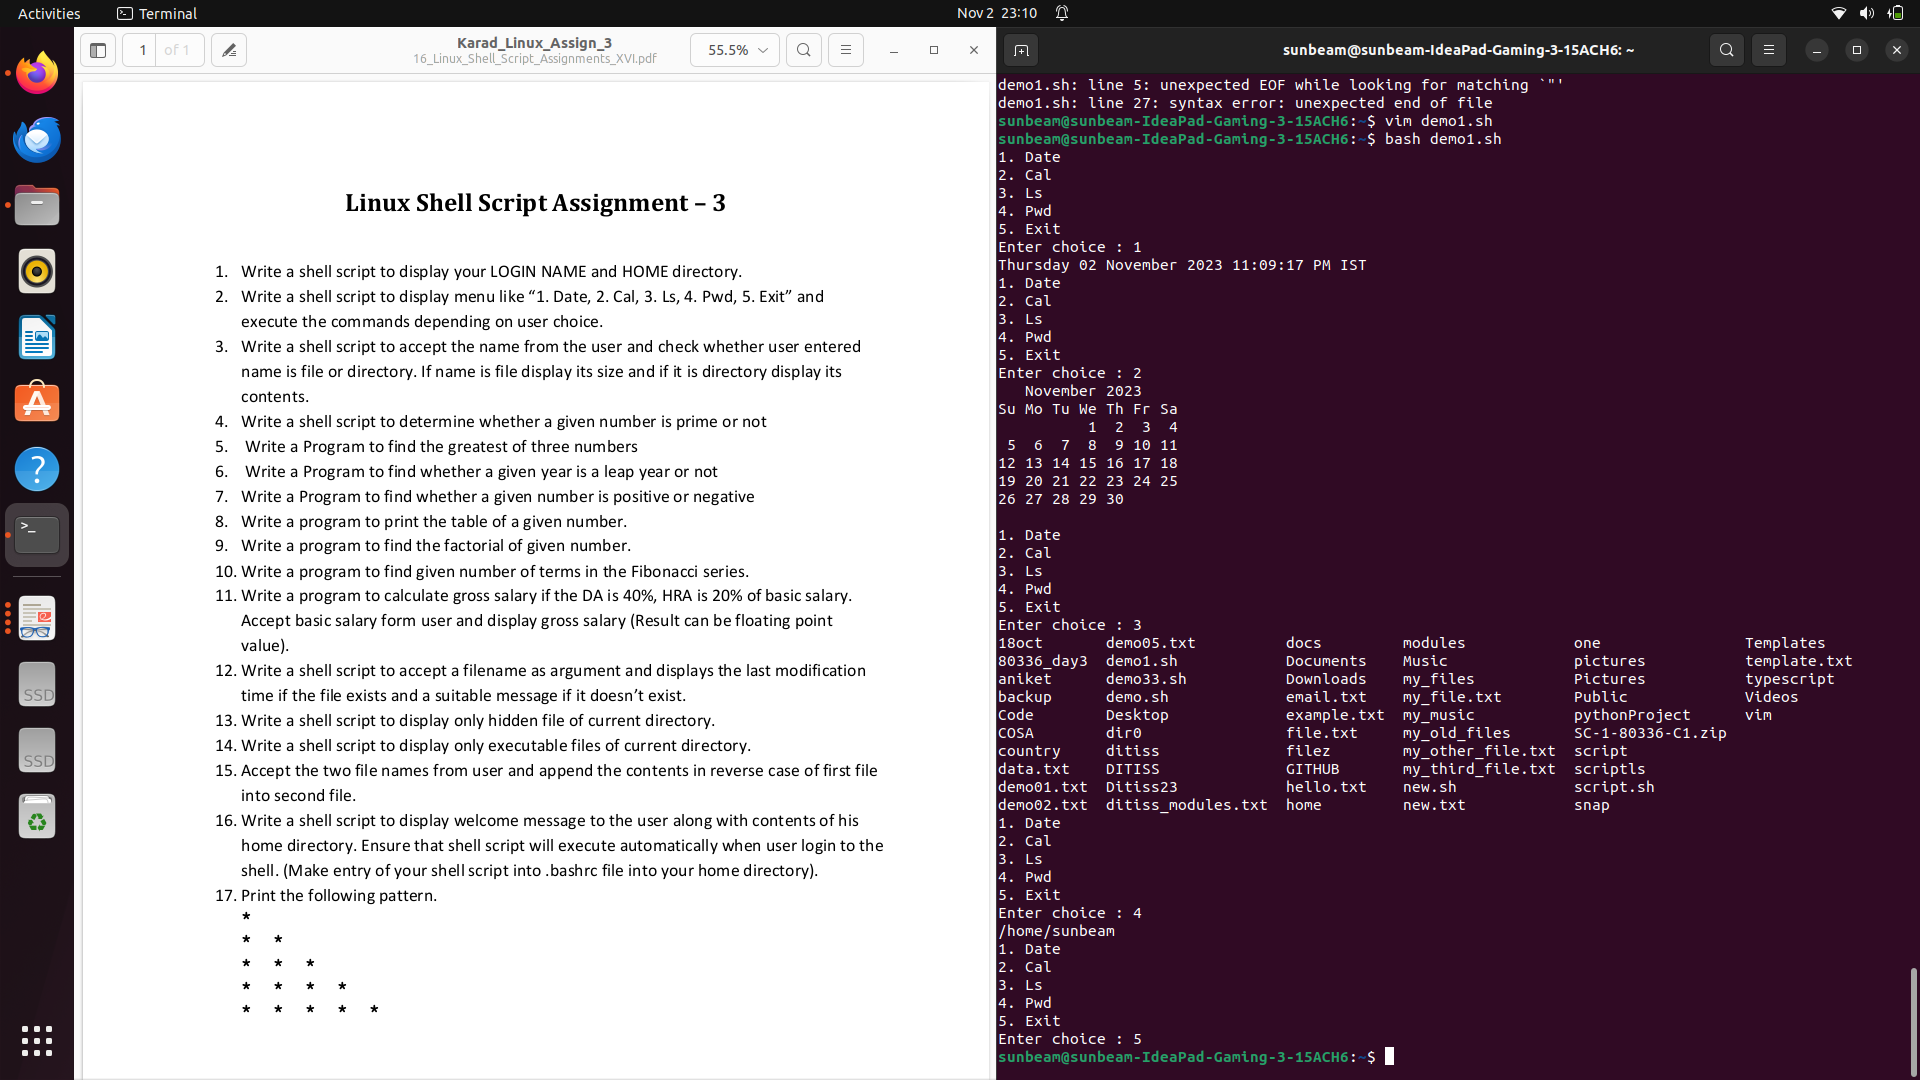 Activities
Terminal
Nov 2 23:10
1 of 1
Karad_Linux_Assign_3
16_Linux_Shell_Script_Assignments_XVI.pdf
55.5%
Linux Shell Script Assignment – 3
1. Write a shell script to display your LOGIN NAME and HOME directory.
2. Write a shell script to display menu like “1. Date, 2. Cal, 3. Ls, 4. Pwd, 5. Exit” and
execute the commands depending on user choice.
3. Write a shell script to accept the name from the user and check whether user entered
name is file or directory. If name is file display its size and if it is directory display its
contents.
4. Write a shell script to determine whether a given number is prime or not
5. Write a Program to find the greatest of three numbers
6. Write a Program to find whether a given year is a leap year or not
7. Write a Program to find whether a given number is positive or negative
8. Write a program to print the table of a given number.
9. Write a program to find the factorial of given number.
10. Write a program to find given number of terms in the Fibonacci series.
11. Write a program to calculate gross salary if the DA is 40%, HRA is 20% of basic salary.
Accept basic salary form user and display gross salary (Result can be floating point
value).
12. Write a shell script to accept a filename as argument and displays the last modification
time if the file exists and a suitable message if it doesn’t exist.
13. Write a shell script to display only hidden file of current directory.
14. Write a shell script to display only executable files of current directory.
15. Accept the two file names from user and append the contents in reverse case of first file
into second file.
16. Write a shell script to display welcome message to the user along with contents of his
home directory. Ensure that shell script will execute automatically when user login to the
shell. (Make entry of your shell script into .bashrc file into your home directory).
17. Print the following pattern.
*
* *
* * *
* * * *
* * * * *
SSD
SSD
sunbeam@sunbeam-IdeaPad-Gaming-3-15ACH6: ~
demo1.sh: line 5: unexpected EOF while looking for matching `"'
demo1.sh: line 27: syntax error: unexpected end of file
sunbeam@sunbeam-IdeaPad-Gaming-3-15ACH6:~$ vim demo1.sh
sunbeam@sunbeam-IdeaPad-Gaming-3-15ACH6:~$ bash demo1.sh
1. Date
2. Cal
3. Ls
4. Pwd
5. Exit
Enter choice : 1
Thursday 02 November 2023 11:09:17 PM IST
1. Date
2. Cal
3. Ls
4. Pwd
5. Exit
Enter choice : 2
November 2023
Su Mo Tu We Th Fr Sa
1 2 3 4
5 6 7 8 9 10 11
12 13 14 15 16 17 18
19 20 21 22 23 24 25
26 27 28 29 30
1. Date
2. Cal
3. Ls
4. Pwd
5. Exit
Enter choice : 3
18oct demo05.txt docs modules one Templates
80336_day3 demo1.sh Documents Music pictures template.txt
aniket demo33.sh Downloads my_files Pictures typescript
backup demo.sh email.txt my_file.txt Public Videos
Code Desktop example.txt my_music pythonProject vim
COSA dir0 file.txt my_old_files SC-1-80336-C1.zip
country ditiss filez my_other_file.txt script
data.txt DITISS GITHUB my_third_file.txt scriptls
demo01.txt Ditiss23 hello.txt new.sh script.sh
demo02.txt ditiss_modules.txt home new.txt snap
1. Date
2. Cal
3. Ls
4. Pwd
5. Exit
Enter choice : 4
/home/sunbeam
1. Date
2. Cal
3. Ls
4. Pwd
5. Exit
Enter choice : 5
sunbeam@sunbeam-IdeaPad-Gaming-3-15ACH6:~$